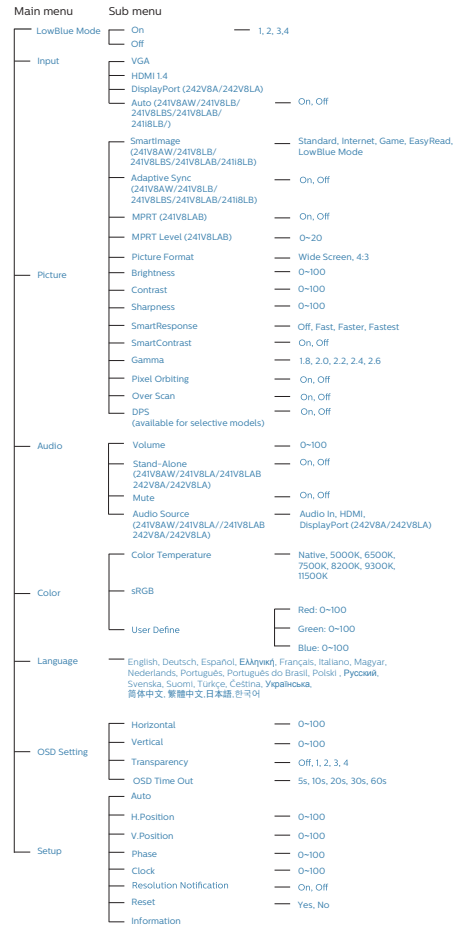 Main menu Sub menu
LowBlue Mode On 1, 2, 3,4
Off
Input VGA
HDMI 1.4
DisplayPort (242V8A/242V8LA)
Auto (241V8AW/241V8LB/ On, Off
241V8LBS/241V8LAB/
241i8LB/)
SmartImage Standard, Internet, Game, EasyRead,
(241V8AW/241V8LB/ LowBlue Mode
241V8LBS/241V8LAB/241i8LB)
Adaptive Sync On, Off
(241V8AW/241V8LB/
241V8LBS/241V8LAB/241i8LB)
MPRT (241V8LAB) On, Off
MPRT Level (241V8LAB) 0~20
Picture Format Wide Screen, 4:3
Picture Brightness 0~100
Contrast 0~100
Sharpness 0~100
SmartResponse Off, Fast, Faster, Fastest
SmartContrast On, Off
Gamma 1.8, 2.0, 2.2, 2.4, 2.6
Pixel Orbiting On, Off
Over Scan On, Off
DPS On, Off
(available for selective models)
Audio Volume 0~100
Stand-Alone On, Off
(241V8AW/241V8LA/241V8LAB
242V8A/242V8LA)
Mute On, Off
Audio Source Audio In, HDMI,
(241V8AW/241V8LA//241V8LAB DisplayPort (242V8A/242V8LA)
242V8A/242V8LA)
Color Temperature Native, 5000K, 6500K,
7500K, 8200K, 9300K,
11500K
Color sRGB
Red: 0~100
User Define Green: 0~100
Blue: 0~100
Language English, Deutsch, Español, Ελληνική, Français, Italiano, Magyar,
Nederlands, Português, Português do Brasil, Polski , Русский,
Svenska, Suomi, Türkçe, Čeština, Українська,
简体中文, 繁體中文,日本語,한국어
Horizontal 0~100
Vertical 0~100
OSD Setting Transparency Off, 1, 2, 3, 4
OSD Time Out 5s, 10s, 20s, 30s, 60s
Auto
H.Position 0~100
V.Position 0~100
Setup Phase 0~100
Clock 0~100
Resolution Notification On, Off
Reset Yes, No
Information